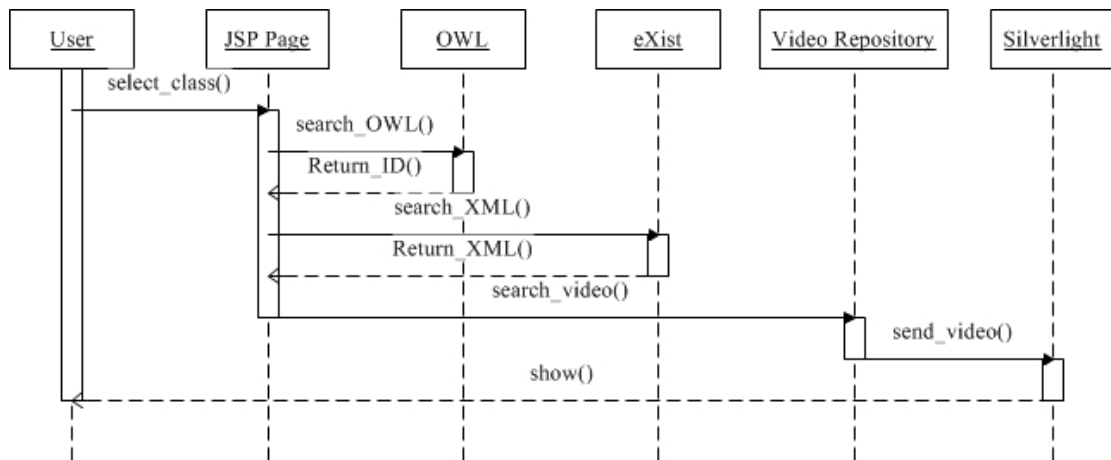 User
JSP Page
OWL
eXist
Video Repository
Silverlight
select_class()
search_OWL()
Return_ID()
search_XML()
Return_XML()
search_video()
send_video()
show()